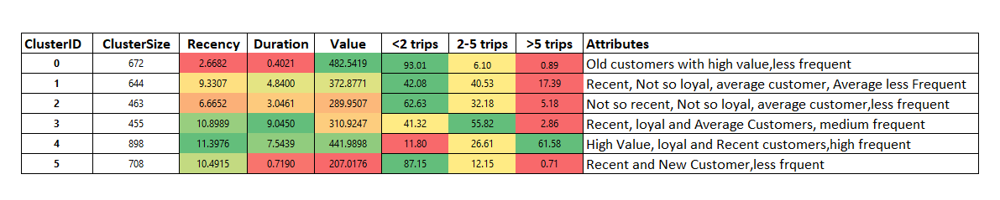 ClusterID ClusterSize Recency Duration Value <2 trips 2-5 trips >5 trips Attributes
0 672 2.6682 0.4021 482.5419 93.01 6.10 0.89 Old customers with high value,less frequent
1 644 9.3307 4.8400 372.8771 42.08 40.53 17.39 Recent, Not so loyal, average customer, Average less Frequent
2 463 6.6652 3.0461 289.9507 62.63 32.18 5.18 Not so recent, Not so loyal, average customer,less frequent
3 455 10.8989 9.0450 310.9247 41.32 55.82 2.86 Recent, loyal and Average Customers, medium frequent
4 898 11.3976 7.5439 441.9898 11.80 26.61 61.58 High Value, loyal and Recent customers,high frequent
5 708 10.4915 0.7190 207.0176 87.15 12.15 0.71 Recent and New Customer,less frquent